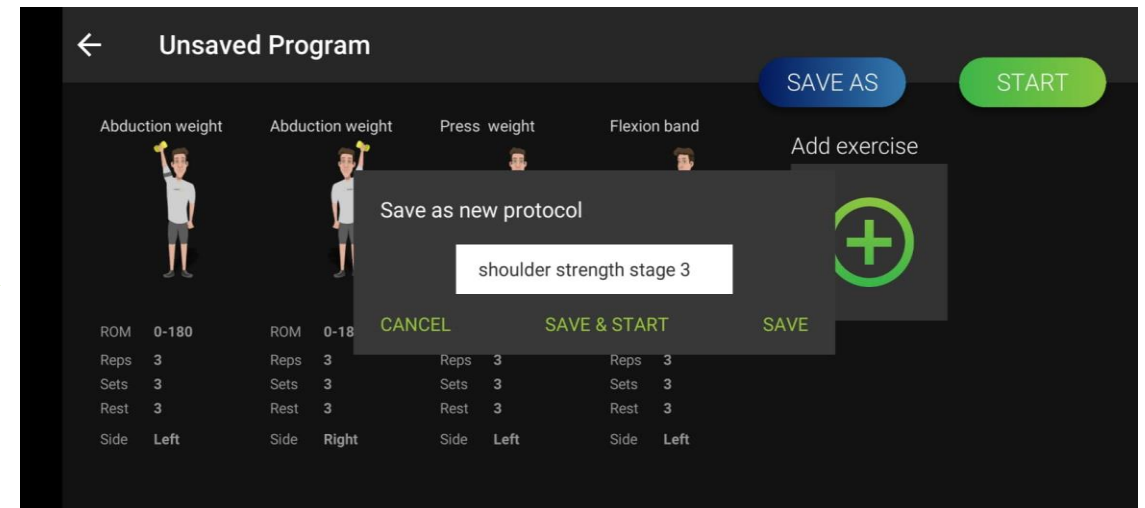 Unsaved Program
SAVE AS
START
Abduction weight
Abduction weight
Press weight
Flexion band
Add exercise
Save as new protocol
shoulder strength stage 3
CANCEL
SAVE & START
SAVE
ROM 0-180
Reps 3
Sets 3
Rest 3
Side Left
ROM 0-18
Reps 3
Sets 3
Rest 3
Side Right
Reps 3
Sets 3
Rest 3
Side Left
Reps 3
Sets 3
Rest 3
Side Left